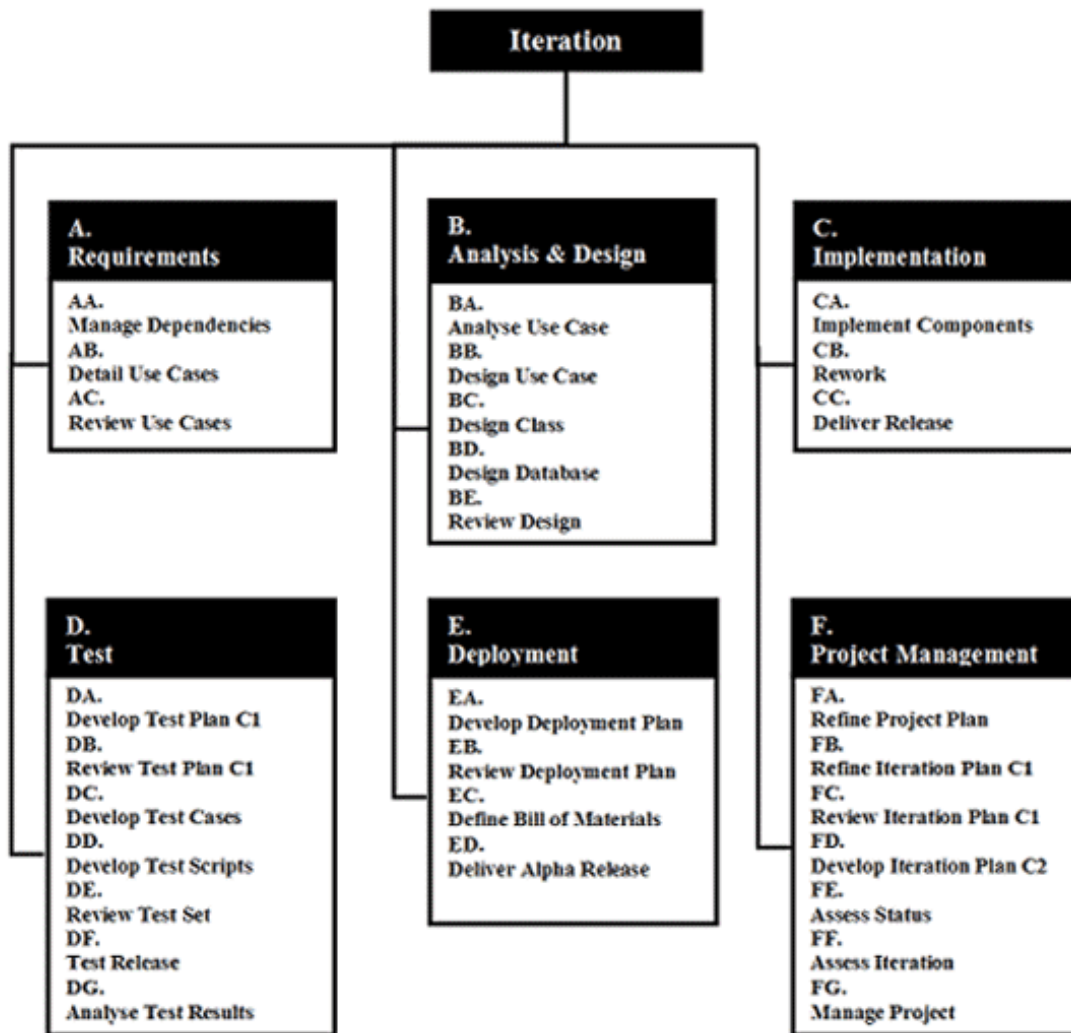 Iteration
A.
Requirements
AA.
Manage Dependencies
AB.
Detail Use Cases
AC.
Review Use Cases
B.
Analysis & Design
BA.
Analyse Use Case
BB.
Design Use Case
BC.
Design Class
BD.
Design Database
BE.
Review Design
C.
Implementation
CA.
Implement Components
CB.
Rework
CC.
Deliver Release
D.
Test
DA.
Develop Test Plan C1
DB.
Review Test Plan C1
DC.
Develop Test Cases
DD.
Develop Test Scripts
DE.
Review Test Set
DF.
Test Release
DG.
Analyse Test Results
E.
Deployment
EA.
Develop Deployment Plan
EB.
Review Deployment Plan
EC.
Define Bill of Materials
ED.
Deliver Alpha Release
F.
Project Management
FA.
Refine Project Plan
FB.
Refine Iteration Plan C1
FC.
Review Iteration Plan C1
FD.
Develop Iteration Plan C2
FE.
Assess Status
FF.
Assess Iteration
FG.
Manage Project